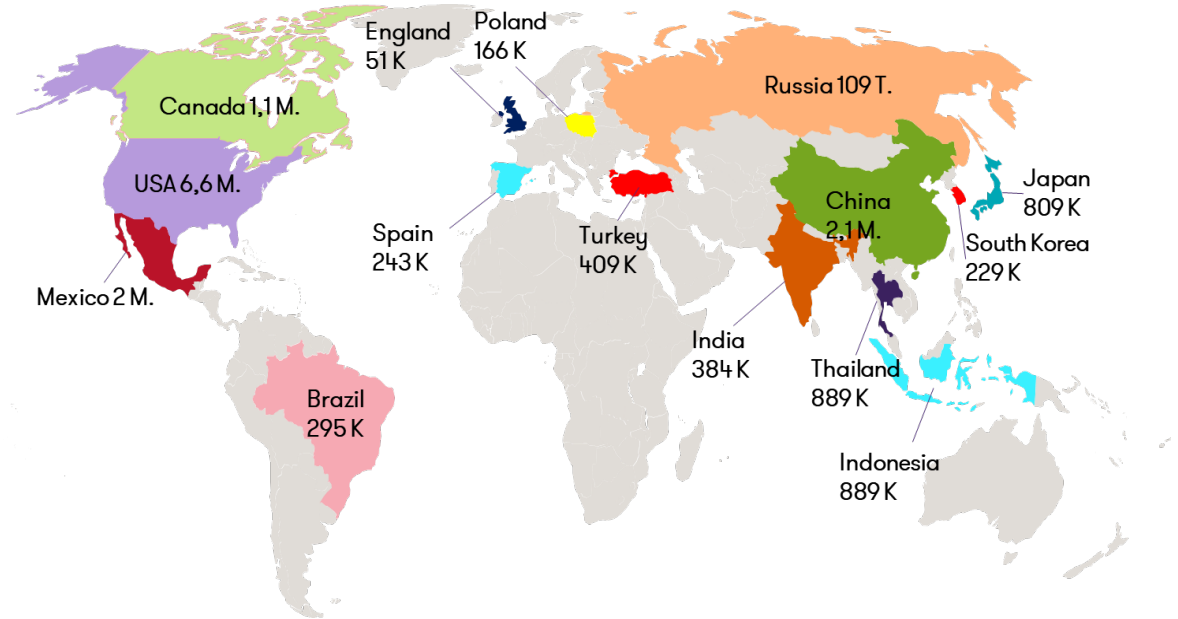 England
51 K
Poland
166 K
Canada 1,1 M.
Russia 109 T.
USA 6,6 M.
Japan
809 K
China
2,1 M.
Spain
243 K
Turkey
409 K
South Korea
229 K
Mexico 2 M.
India
384 K
Thailand
889 K
Brazil
295 K
Indonesia
889 K